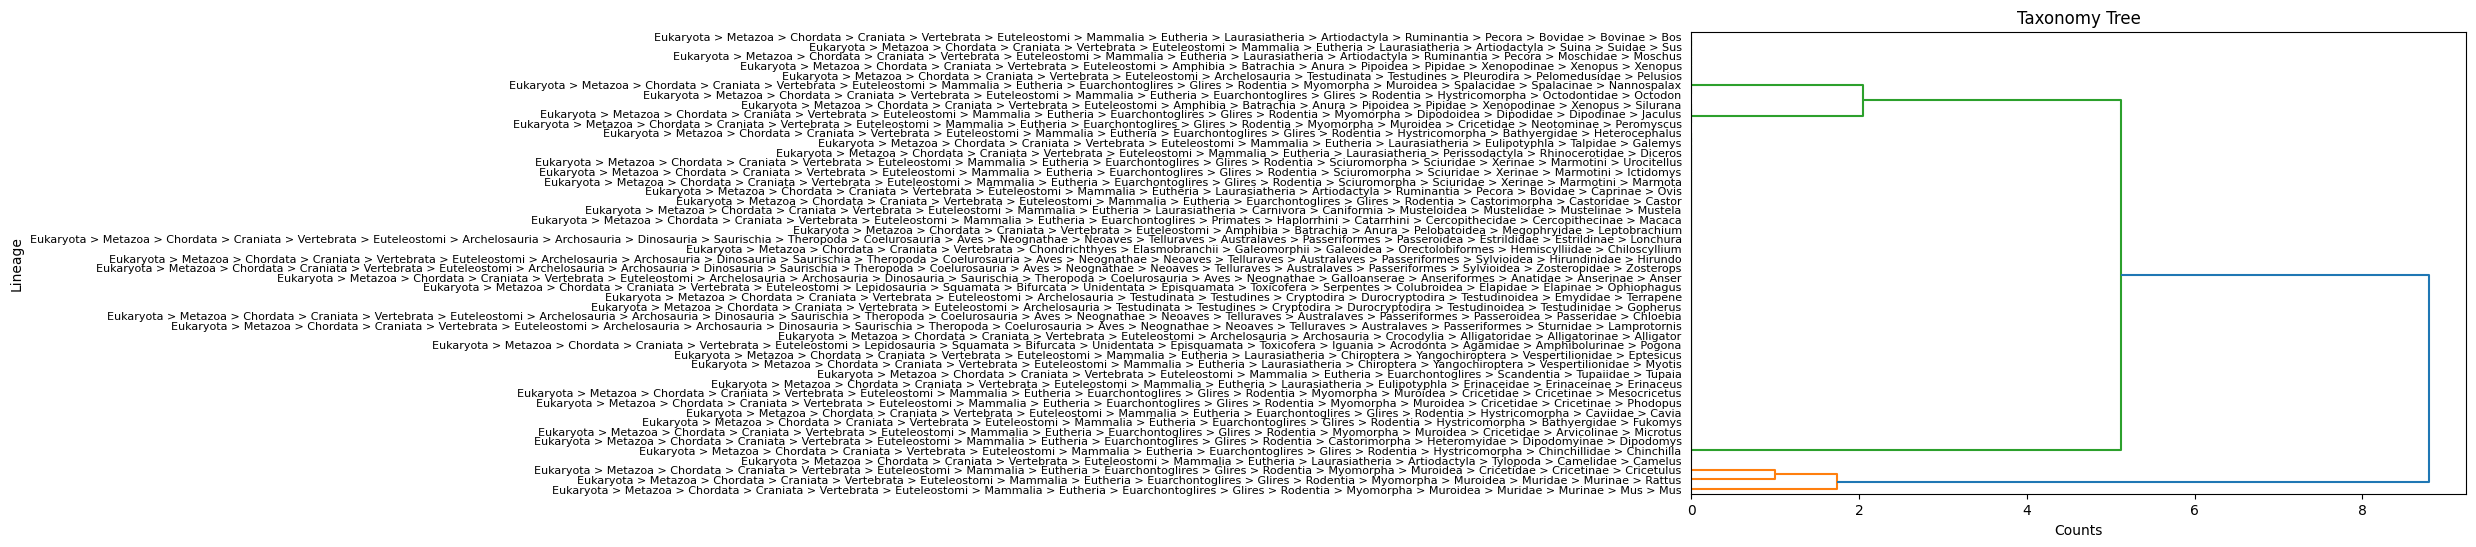 Taxonomy Tree
Eukaryota > Metazoa > Chordata > Craniata > Vertebrata > Euteleostomi > Mammalia > Eutheria > Laurasiatheria > Artiodactyla > Ruminantia > Pecora > Bovidae > Bovinae > Bos
Eukaryota > Metazoa > Chordata > Craniata > Vertebrata > Euteleostomi > Mammalia > Eutheria > Laurasiatheria > Artiodactyla > Suina > Suidae > Sus
Eukaryota > Metazoa > Chordata > Craniata > Vertebrata > Euteleostomi > Mammalia > Eutheria > Laurasiatheria > Artiodactyla > Ruminantia > Pecora > Moschidae > Moschus
Eukaryota > Metazoa > Chordata > Craniata > Vertebrata > Euteleostomi > Amphibia > Batrachia > Anura > Pipoidea > Pipidae > Xenopodinae > Xenopus > Xenopus
Eukaryota > Metazoa > Chordata > Craniata > Vertebrata > Euteleostomi > Archelosauria > Testudinata > Testudines > Pleurodira > Pelomedusidae > Pelusios
Eukaryota > Metazoa > Chordata > Craniata > Vertebrata > Euteleostomi > Mammalia > Eutheria > Euarchontoglires > Glires > Rodentia > Myomorpha > Muroidea > Spalacidae > Spalacinae > Nannospalax
Eukaryota > Metazoa > Chordata > Craniata > Vertebrata > Euteleostomi > Mammalia > Eutheria > Euarchontoglires > Glires > Rodentia > Hystricomorpha > Octodontidae > Octodon
Eukaryota > Metazoa > Chordata > Craniata > Vertebrata > Euteleostomi > Amphibia > Batrachia > Anura > Pipoidea > Pipidae > Xenopodinae > Xenopus > Silurana
Eukaryota > Metazoa > Chordata > Craniata > Vertebrata > Euteleostomi > Mammalia > Eutheria > Euarchontoglires > Glires > Rodentia > Myomorpha > Dipodoidea > Dipodidae > Dipodinae > Jaculus
Eukaryota > Metazoa > Chordata > Craniata > Vertebrata > Euteleostomi > Mammalia > Eutheria > Euarchontoglires > Glires > Rodentia > Myomorpha > Muroidea > Cricetidae > Neotominae > Peromyscus
Eukaryota > Metazoa > Chordata > Craniata > Vertebrata > Euteleostomi > Mammalia > Eutheria > Euarchontoglires > Glires > Rodentia > Hystricomorpha > Bathyergidae > Heterocephalus
Eukaryota > Metazoa > Chordata > Craniata > Vertebrata > Euteleostomi > Mammalia > Eutheria > Laurasiatheria > Eulipotyphla > Talpidae > Galemys
Eukaryota > Metazoa > Chordata > Craniata > Vertebrata > Euteleostomi > Mammalia > Eutheria > Laurasiatheria > Perissodactyla > Rhinocerotidae > Diceros
Eukaryota > Metazoa > Chordata > Craniata > Vertebrata > Euteleostomi > Mammalia > Eutheria > Euarchontoglires > Glires > Rodentia > Sciuromorpha > Sciuridae > Xerinae > Marmotini > Urocitellus
Eukaryota > Metazoa > Chordata > Craniata > Vertebrata > Euteleostomi > Mammalia > Eutheria > Euarchontoglires > Glires > Rodentia > Sciuromorpha > Sciuridae > Xerinae > Marmotini > Ictidomys
Eukaryota > Metazoa > Chordata > Craniata > Vertebrata > Euteleostomi > Mammalia > Eutheria > Euarchontoglires > Glires > Rodentia > Sciuromorpha > Sciuridae > Xerinae > Marmotini > Marmota
Eukaryota > Metazoa > Chordata > Craniata > Vertebrata > Euteleostomi > Mammalia > Eutheria > Laurasiatheria > Artiodactyla > Ruminantia > Pecora > Bovidae > Caprinae > Ovis
Eukaryota > Metazoa > Chordata > Craniata > Vertebrata > Euteleostomi > Mammalia > Eutheria > Euarchontoglires > Glires > Rodentia > Castorimorpha > Castoridae > Castor
Eukaryota > Metazoa > Chordata > Craniata > Vertebrata > Euteleostomi > Mammalia > Eutheria > Laurasiatheria > Carnivora > Caniformia > Musteloidea > Mustelidae > Mustelinae > Mustela
Eukaryota > Metazoa > Chordata > Craniata > Vertebrata > Euteleostomi > Mammalia > Eutheria > Euarchontoglires > Primates > Haplorrhini > Catarrhini > Cercopithecidae > Cercopithecinae > Macaca
Eukaryota > Metazoa > Chordata > Craniata > Vertebrata > Euteleostomi > Amphibia > Batrachia > Anura > Pelobatoidea > Megophryidae > Leptobrachium
Eukaryota > Metazoa > Chordata > Craniata > Vertebrata > Euteleostomi > Archelosauria > Archosauria > Dinosauria > Saurischia > Theropoda > Coelurosauria > Aves > Neognathae > Neoaves > Telluraves > Australaves > Passeriformes > Passeroidea > Estrildidae > Estrildinae > Lonchura
Eukaryota > Metazoa > Chordata > Craniata > Vertebrata > Chondrichthyes > Elasmobranchii > Galeomorphii > Galeoidea > Orectolobiformes > Hemiscylliidae > Chiloscyllium
Eukaryota > Metazoa > Chordata > Craniata > Vertebrata > Euteleostomi > Archelosauria > Archosauria > Dinosauria > Saurischia > Theropoda > Coelurosauria > Aves > Neognathae > Neoaves > Telluraves > Australaves > Passeriformes > Sylvioidea > Hirundinidae > Hirundo
Eukaryota > Metazoa > Chordata > Craniata > Vertebrata > Euteleostomi > Archelosauria > Archosauria > Dinosauria > Saurischia > Theropoda > Coelurosauria > Aves > Neognathae > Neoaves > Telluraves > Australaves > Passeriformes > Sylvioidea > Zosteropidae > Zosterops
Eukaryota > Metazoa > Chordata > Craniata > Vertebrata > Euteleostomi > Archelosauria > Archosauria > Dinosauria > Saurischia > Theropoda > Coelurosauria > Aves > Neognathae > Galloanserae > Anseriformes > Anatidae > Anserinae > Anser
Eukaryota > Metazoa > Chordata > Craniata > Vertebrata > Euteleostomi > Lepidosauria > Squamata > Bifurcata > Unidentata > Episquamata > Toxicofera > Serpentes > Colubroidea > Elapidae > Elapinae > Ophiophagus
Eukaryota > Metazoa > Chordata > Craniata > Vertebrata > Euteleostomi > Archelosauria > Testudinata > Testudines > Cryptodira > Durocryptodira > Testudinoidea > Emydidae > Terrapene
Eukaryota > Metazoa > Chordata > Craniata > Vertebrata > Euteleostomi > Archelosauria > Testudinata > Testudines > Cryptodira > Durocryptodira > Testudinoidea > Testudinidae > Gopherus
Eukaryota > Metazoa > Chordata > Craniata > Vertebrata > Euteleostomi > Archelosauria > Archosauria > Dinosauria > Saurischia > Theropoda > Coelurosauria > Aves > Neognathae > Neoaves > Telluraves > Australaves > Passeriformes > Passeroidea > Passeridae > Chloebia
Eukaryota > Metazoa > Chordata > Craniata > Vertebrata > Euteleostomi > Archelosauria > Archosauria > Dinosauria > Saurischia > Theropoda > Coelurosauria > Aves > Neognathae > Neoaves > Telluraves > Australaves > Passeriformes > Sturnidae > Lamprotornis
Eukaryota > Metazoa > Chordata > Craniata > Vertebrata > Euteleostomi > Archelosauria > Archosauria > Crocodylia > Alligatoridae > Alligatorinae > Alligator
Eukaryota > Metazoa > Chordata > Craniata > Vertebrata > Euteleostomi > Lepidosauria > Squamata > Bifurcata > Unidentata > Episquamata > Toxicofera > Iguania > Acrodonta > Agamidae > Amphibolurinae > Pogona
Eukaryota > Metazoa > Chordata > Craniata > Vertebrata > Euteleostomi > Mammalia > Eutheria > Laurasiatheria > Chiroptera > Yangochiroptera > Vespertilionidae > Eptesicus
Eukaryota > Metazoa > Chordata > Craniata > Vertebrata > Euteleostomi > Mammalia > Eutheria > Laurasiatheria > Chiroptera > Yangochiroptera > Vespertilionidae > Myotis
Eukaryota > Metazoa > Chordata > Craniata > Vertebrata > Euteleostomi > Mammalia > Eutheria > Euarchontoglires > Scandentia > Tupaiidae > Tupaia
Eukaryota > Metazoa > Chordata > Craniata > Vertebrata > Euteleostomi > Mammalia > Eutheria > Laurasiatheria > Eulipotyphla > Erinaceidae > Erinaceinae > Erinaceus
Eukaryota > Metazoa > Chordata > Craniata > Vertebrata > Euteleostomi > Mammalia > Eutheria > Euarchontoglires > Glires > Rodentia > Myomorpha > Muroidea > Cricetidae > Cricetinae > Mesocricetus
Eukaryota > Metazoa > Chordata > Craniata > Vertebrata > Euteleostomi > Mammalia > Eutheria > Euarchontoglires > Glires > Rodentia > Myomorpha > Muroidea > Cricetidae > Cricetinae > Phodopus
Eukaryota > Metazoa > Chordata > Craniata > Vertebrata > Euteleostomi > Mammalia > Eutheria > Euarchontoglires > Glires > Rodentia > Hystricomorpha > Caviidae > Cavia
Eukaryota > Metazoa > Chordata > Craniata > Vertebrata > Euteleostomi > Mammalia > Eutheria > Euarchontoglires > Glires > Rodentia > Hystricomorpha > Bathyergidae > Fukomys
Eukaryota > Metazoa > Chordata > Craniata > Vertebrata > Euteleostomi > Mammalia > Eutheria > Euarchontoglires > Glires > Rodentia > Myomorpha > Muroidea > Cricetidae > Arvicolinae > Microtus
Eukaryota > Metazoa > Chordata > Craniata > Vertebrata > Euteleostomi > Mammalia > Eutheria > Euarchontoglires > Glires > Rodentia > Castorimorpha > Heteromyidae > Dipodomyinae > Dipodomys
Eukaryota > Metazoa > Chordata > Craniata > Vertebrata > Euteleostomi > Mammalia > Eutheria > Euarchontoglires > Glires > Rodentia > Hystricomorpha > Chinchillidae > Chinchilla
Eukaryota > Metazoa > Chordata > Craniata > Vertebrata > Euteleostomi > Mammalia > Eutheria > Laurasiatheria > Artiodactyla > Tylopoda > Camelidae > Camelus
Eukaryota > Metazoa > Chordata > Craniata > Vertebrata > Euteleostomi > Mammalia > Eutheria > Euarchontoglires > Glires > Rodentia > Myomorpha > Muroidea > Cricetidae > Cricetinae > Cricetulus
Eukaryota > Metazoa > Chordata > Craniata > Vertebrata > Euteleostomi > Mammalia > Eutheria > Euarchontoglires > Glires > Rodentia > Myomorpha > Muroidea > Muridae > Murinae > Rattus
Eukaryota > Metazoa > Chordata > Craniata > Vertebrata > Euteleostomi > Mammalia > Eutheria > Euarchontoglires > Glires > Rodentia > Myomorpha > Muroidea > Muridae > Murinae > Mus > Mus
Lineage
0 2 4 6 8
Counts